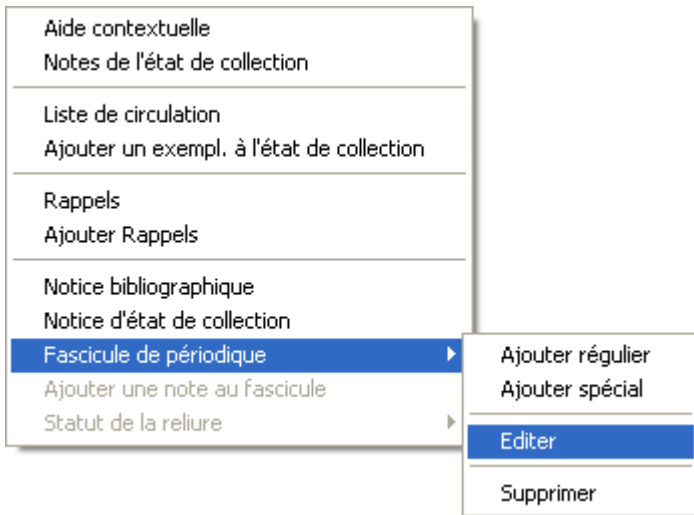 Aide contextuelle
Notes de l'état de collection
Liste de circulation
Ajouter un exempl. à l'état de collection
Rappels
Ajouter Rappels
Notice bibliographique
Notice d'état de collection
Fascicule de périodique
Ajouter une note au fascicule
Statut de la reliure
Ajouter régulier
Ajouter spécial
Editer
Supprimer